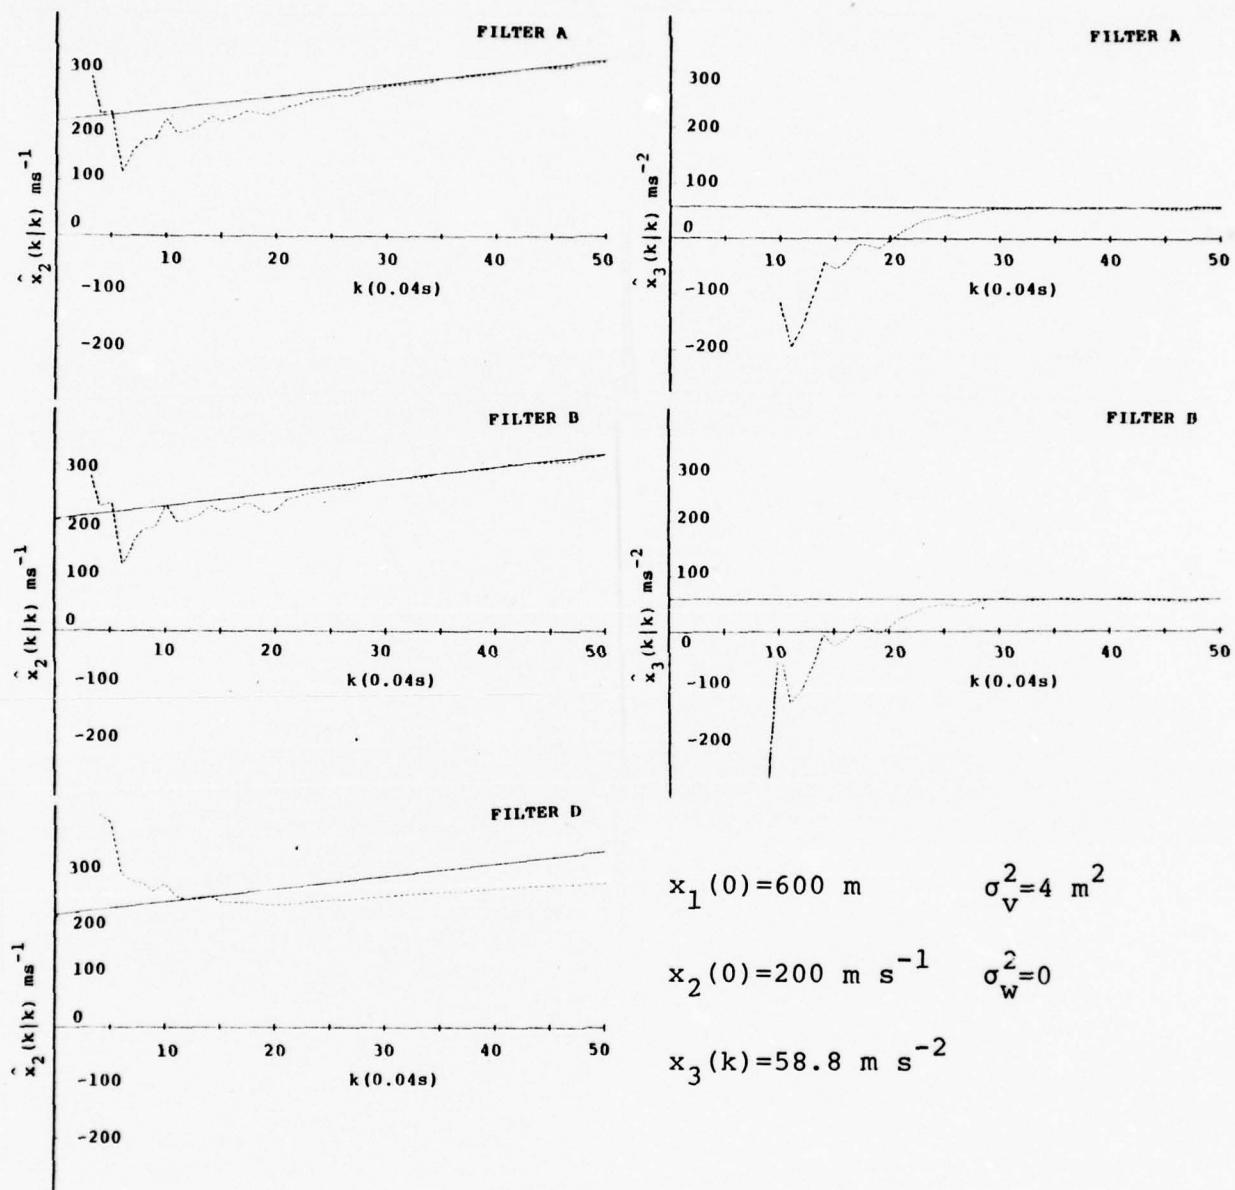 FILTER A
300
200
100
0
-100
-200
10 20 30 40 50
k(0.04s)
x̂₂(k|k) ms⁻¹
FILTER A
300
200
100
0
-100
-200
10 20 30 40 50
k(0.04s)
x̂₃(k|k) ms⁻²
FILTER B
300
200
100
0
-100
-200
10 20 30 40 50
k(0.04s)
x̂₂(k|k) ms⁻¹
FILTER B
300
200
100
0
-100
-200
10 20 30 40 50
k(0.04s)
x̂₃(k|k) ms⁻²
FILTER D
300
200
100
0
-100
-200
10 20 30 40 50
k(0.04s)
x̂₂(k|k) ms⁻¹
x₁(0)=600 m σᵥ²=4 m²
x₂(0)=200 m s⁻¹ σ_w²=0
x₃(k)=58.8 m s⁻²